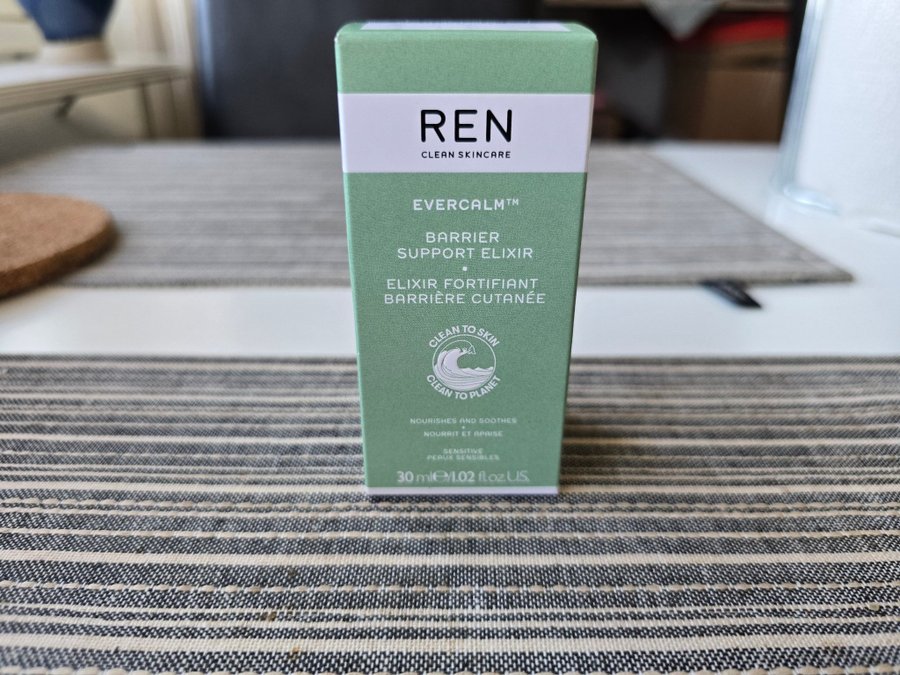 REN
CLEAN SKINCARE
EVERCALM™
BARRIER
SUPPORT ELIXIR
ELIXIR FORTIFIANT
BARRIÈRE CUTANÉE
CLEAN TO SKIN
CLEAN TO PLANET
NOURISHES AND SOOTHES
NOURRIT ET APAISE
SENSITIVE
PEAUX SENSIBLES
30 ml℮/1.02 fl.oz.US.